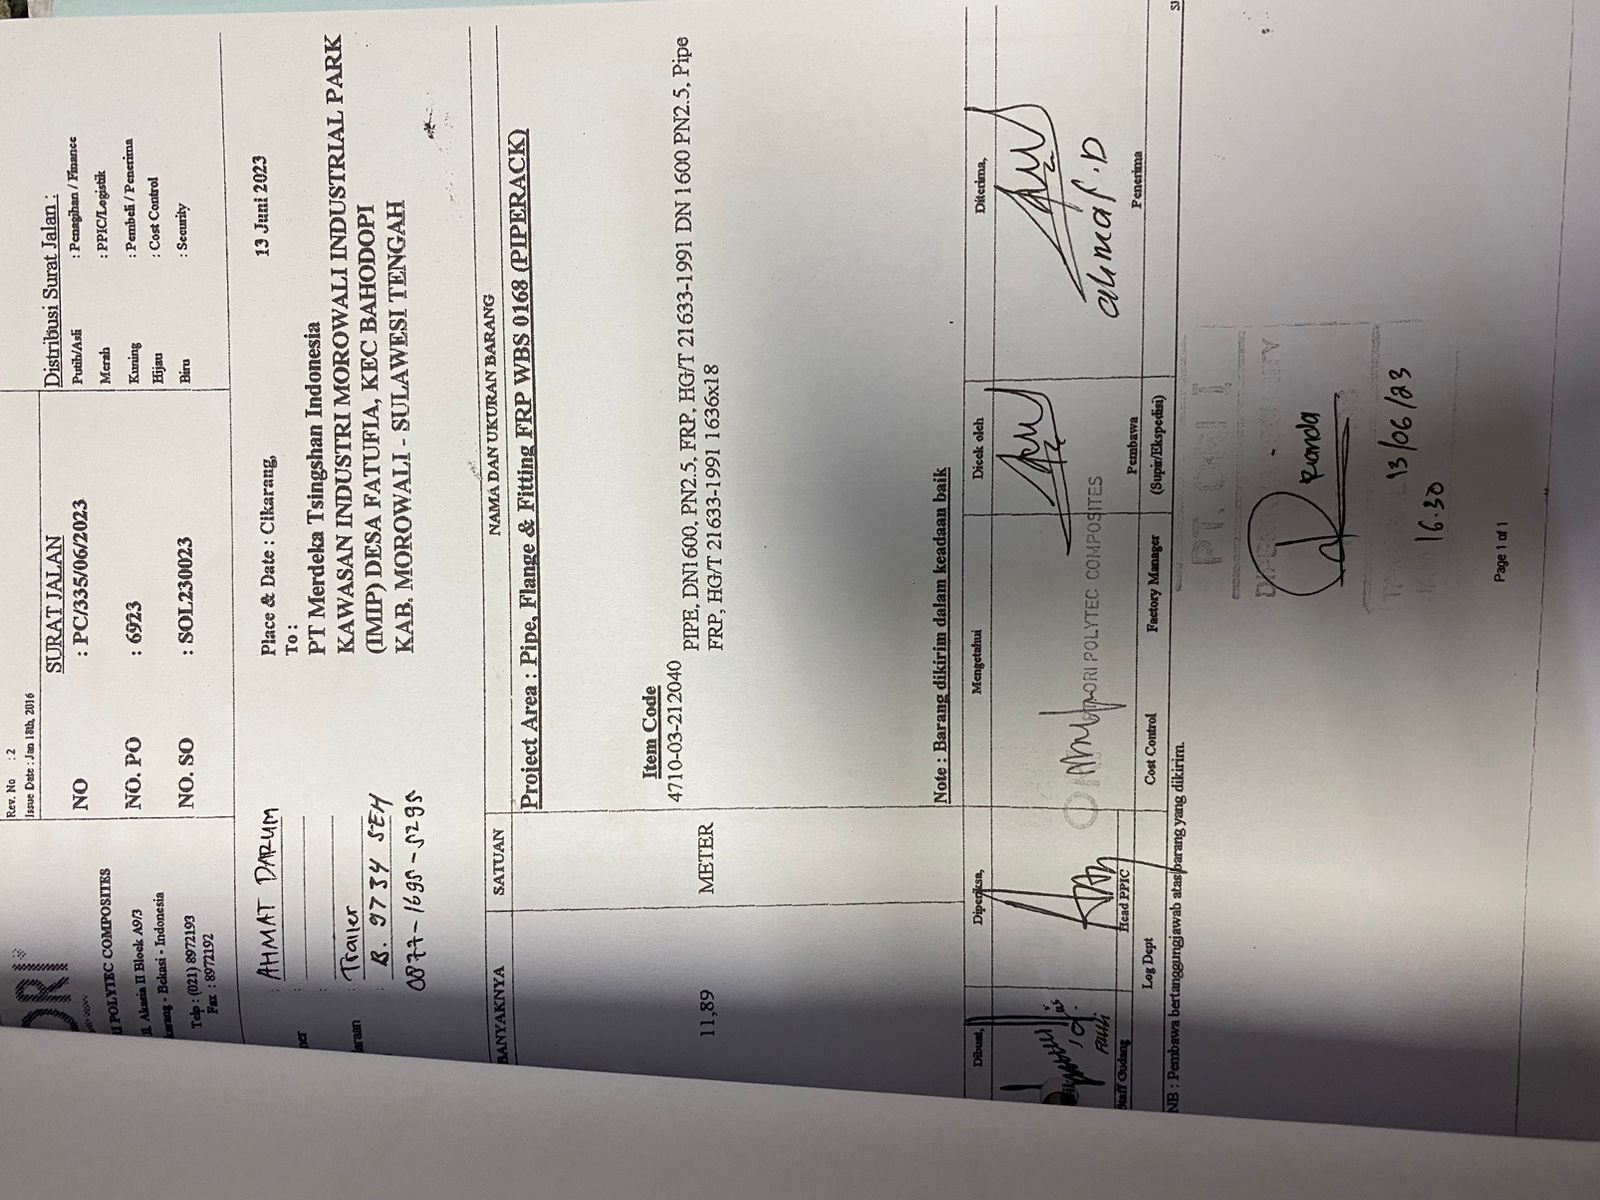 Rev. No : 2
Issue Date : Jan 18th, 2016
ORI
POLYTEC COMPOSITES
Jl. Akasia II Block A9/3
- Bekasi - Indonesia
Telp : (021) 8972193
Fax : 8972192
SURAT JALAN
NO : PC/335/06/2023
NO. PO : 6923
NO. SO : SOL230023
Distribusi Surat Jalan :
Putih/Asli : Penagihan / Finance
Merah : PPIC/Logistik
Kuning : Pembeli / Penerima
Hijau : Cost Control
Biru : Security
: AHMAT DARUM
: Trailer
: B. 9734 SEH
0877-1695-5295
Place & Date : Cikarang, 13 Juni 2023
To :
PT Merdeka Tsingshan Indonesia
KAWASAN INDUSTRI MOROWALI INDUSTRIAL PARK
(IMIP) DESA FATUFIA, KEC BAHODOPI
KAB. MOROWALI - SULAWESI TENGAH
BANYAKNYA SATUAN NAMA DAN UKURAN BARANG
Project Area : Pipe, Flange & Fitting FRP WBS 0168 (PIPERACK)
Item Code
11,89 METER 4710-03-212040 PIPE, DN1600, PN2.5, FRP, HG/T 21633-1991 DN 1600 PN2.5, Pipe
FRP, HG/T 21633-1991 1636x18
Note : Barang dikirim dalam keadaan baik
Dibuat, Diperiksa, Mengetahui Dicek oleh Diterima,
ORI POLYTEC COMPOSITES
Ahmat.D
Staff Gudang Head PPIC
Log Dept Cost Control Factory Manager Pembawa Penerima
(Supir/Ekspedisi)
NB : Pembawa bertanggungjawab atas barang yang dikirim.
PT. ORI
Randa
13/06/23
16.30
Page 1 of 1